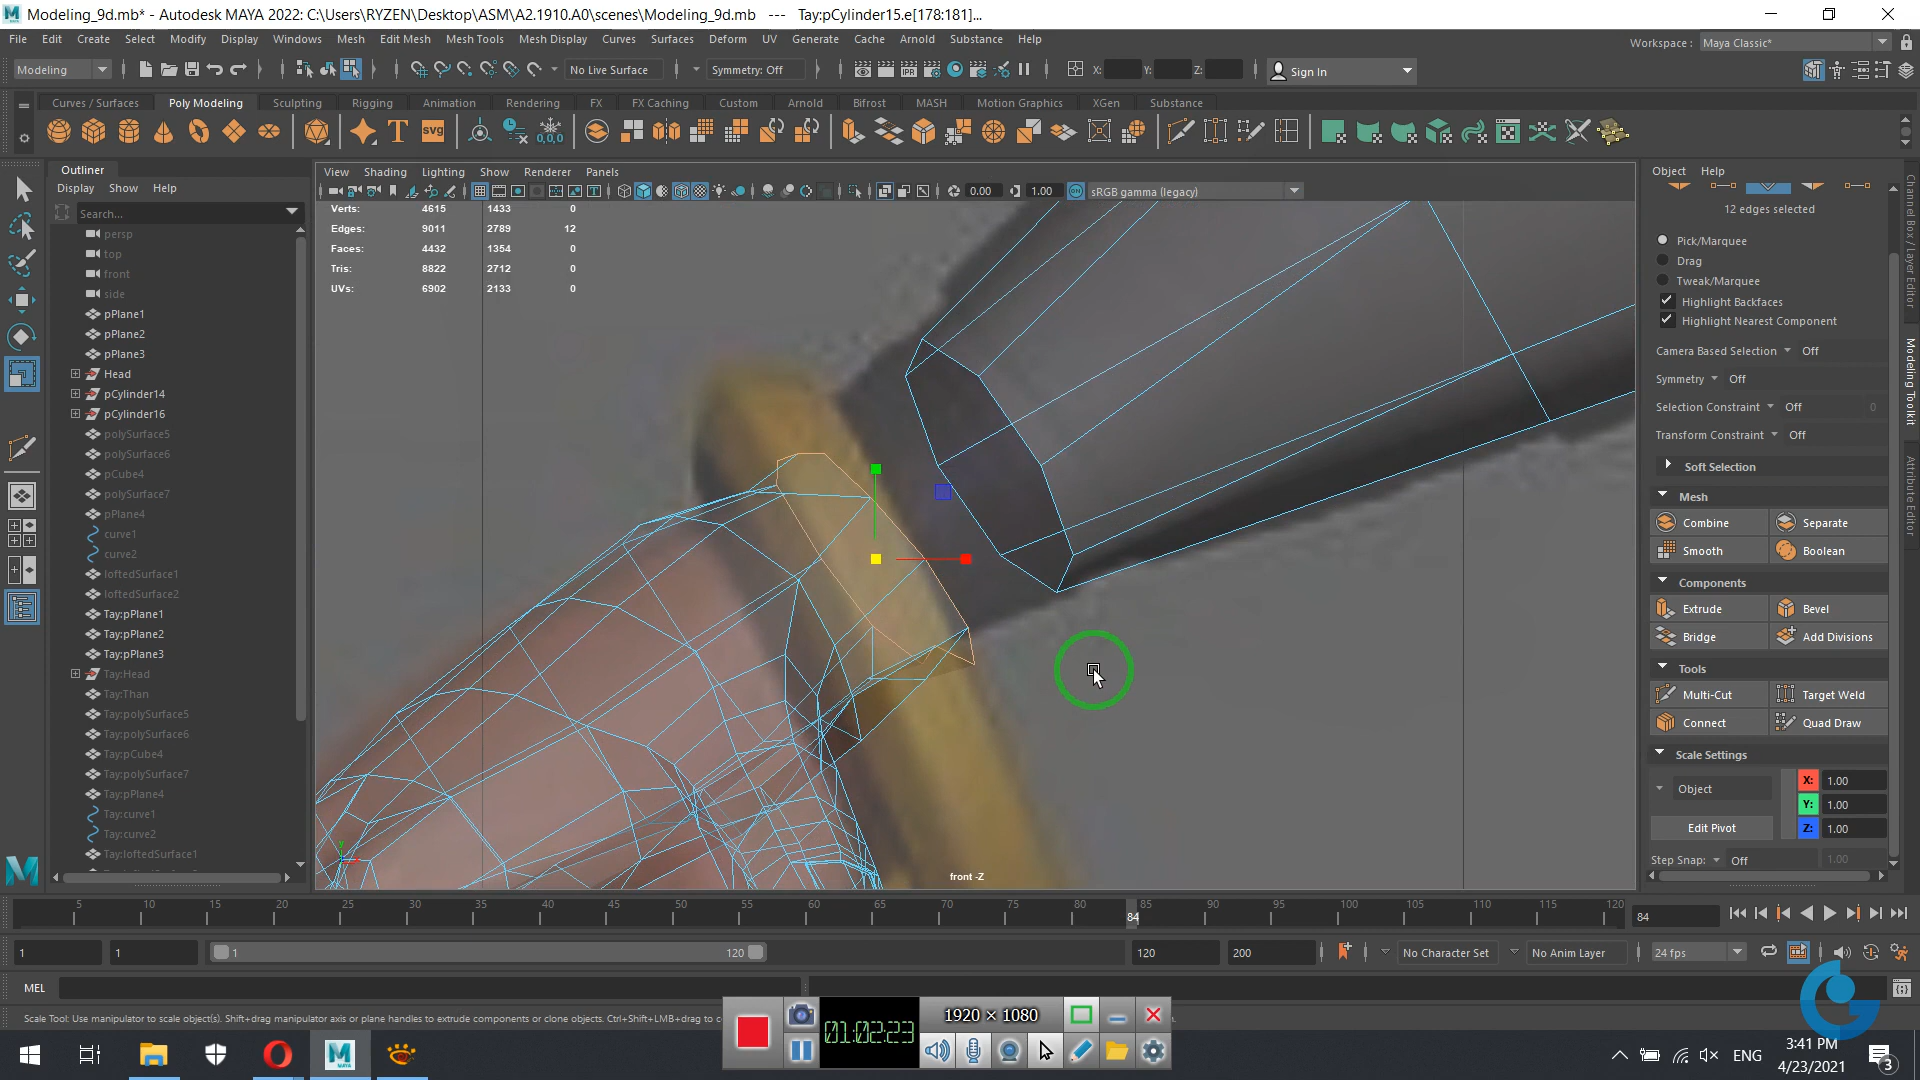 Modeling_9d.mb* - Autodesk MAYA 2022: C:\Users\RYZEN\Desktop\ASM\A2.1910.A0\scenes\Modeling_9d.mb --- Tay:pCylinder15.e[178:181]...
File Edit Create Select Modify Display Windows Mesh Edit Mesh Mesh Tools Mesh Display Curves Surfaces Deform UV Generate Cache Arnold Substance Help
Workspace : Maya Classic*
Modeling No Live Surface Symmetry: Off X: Y: Z: Sign In
Curves / Surfaces Poly Modeling Sculpting Rigging Animation Rendering FX FX Caching Custom Arnold Bifrost MASH Motion Graphics XGen Substance
Outliner
Display Show Help
Search...
persp
top
front
side
pPlane1
pPlane2
pPlane3
Head
pCylinder14
pCylinder16
polySurface5
polySurface6
pCube4
polySurface7
pPlane4
curve1
curve2
loftedSurface1
loftedSurface2
Tay:pPlane1
Tay:pPlane2
Tay:pPlane3
Tay:Head
Tay:Than
Tay:polySurface5
Tay:polySurface6
Tay:pCube4
Tay:polySurface7
Tay:pPlane4
Tay:curve1
Tay:curve2
Tay:loftedSurface1
View Shading Lighting Show Renderer Panels
0.00 1.00 sRGB gamma (legacy)
Verts: 4615 1433 0
Edges: 9011 2789 12
Faces: 4432 1354 0
Tris: 8822 2712 0
UVs: 6902 2133 0
front -Z
Object Help
12 edges selected
Pick/Marquee
Drag
Tweak/Marquee
Highlight Backfaces
Highlight Nearest Component
Camera Based Selection Off
Symmetry Off
Selection Constraint Off 0
Transform Constraint Off
Soft Selection
Mesh
Combine Separate
Smooth Boolean
Components
Extrude Bevel
Bridge Add Divisions
Tools
Multi-Cut Target Weld
Connect Quad Draw
Scale Settings
Object X: 1.00
Y: 1.00
Edit Pivot Z: 1.00
Step Snap: Off 1.00
Channel Box / Layer Editor
Modeling Toolkit
Attribute Editor
5 10 15 20 25 30 35 40 45 50 55 60 65 70 75 80 85 90 95 100 105 110 115 120
84 84
1 1 1 120 120 200 No Character Set No Anim Layer 24 fps
MEL
Scale Tool: Use manipulator to scale object(s). Shift+drag manipulator axis or plane handles to extrude components or clone objects. Ctrl+Shift+LMB+drag to c
01:02:23 1920 × 1080
ENG 3:41 PM
4/23/2021 3